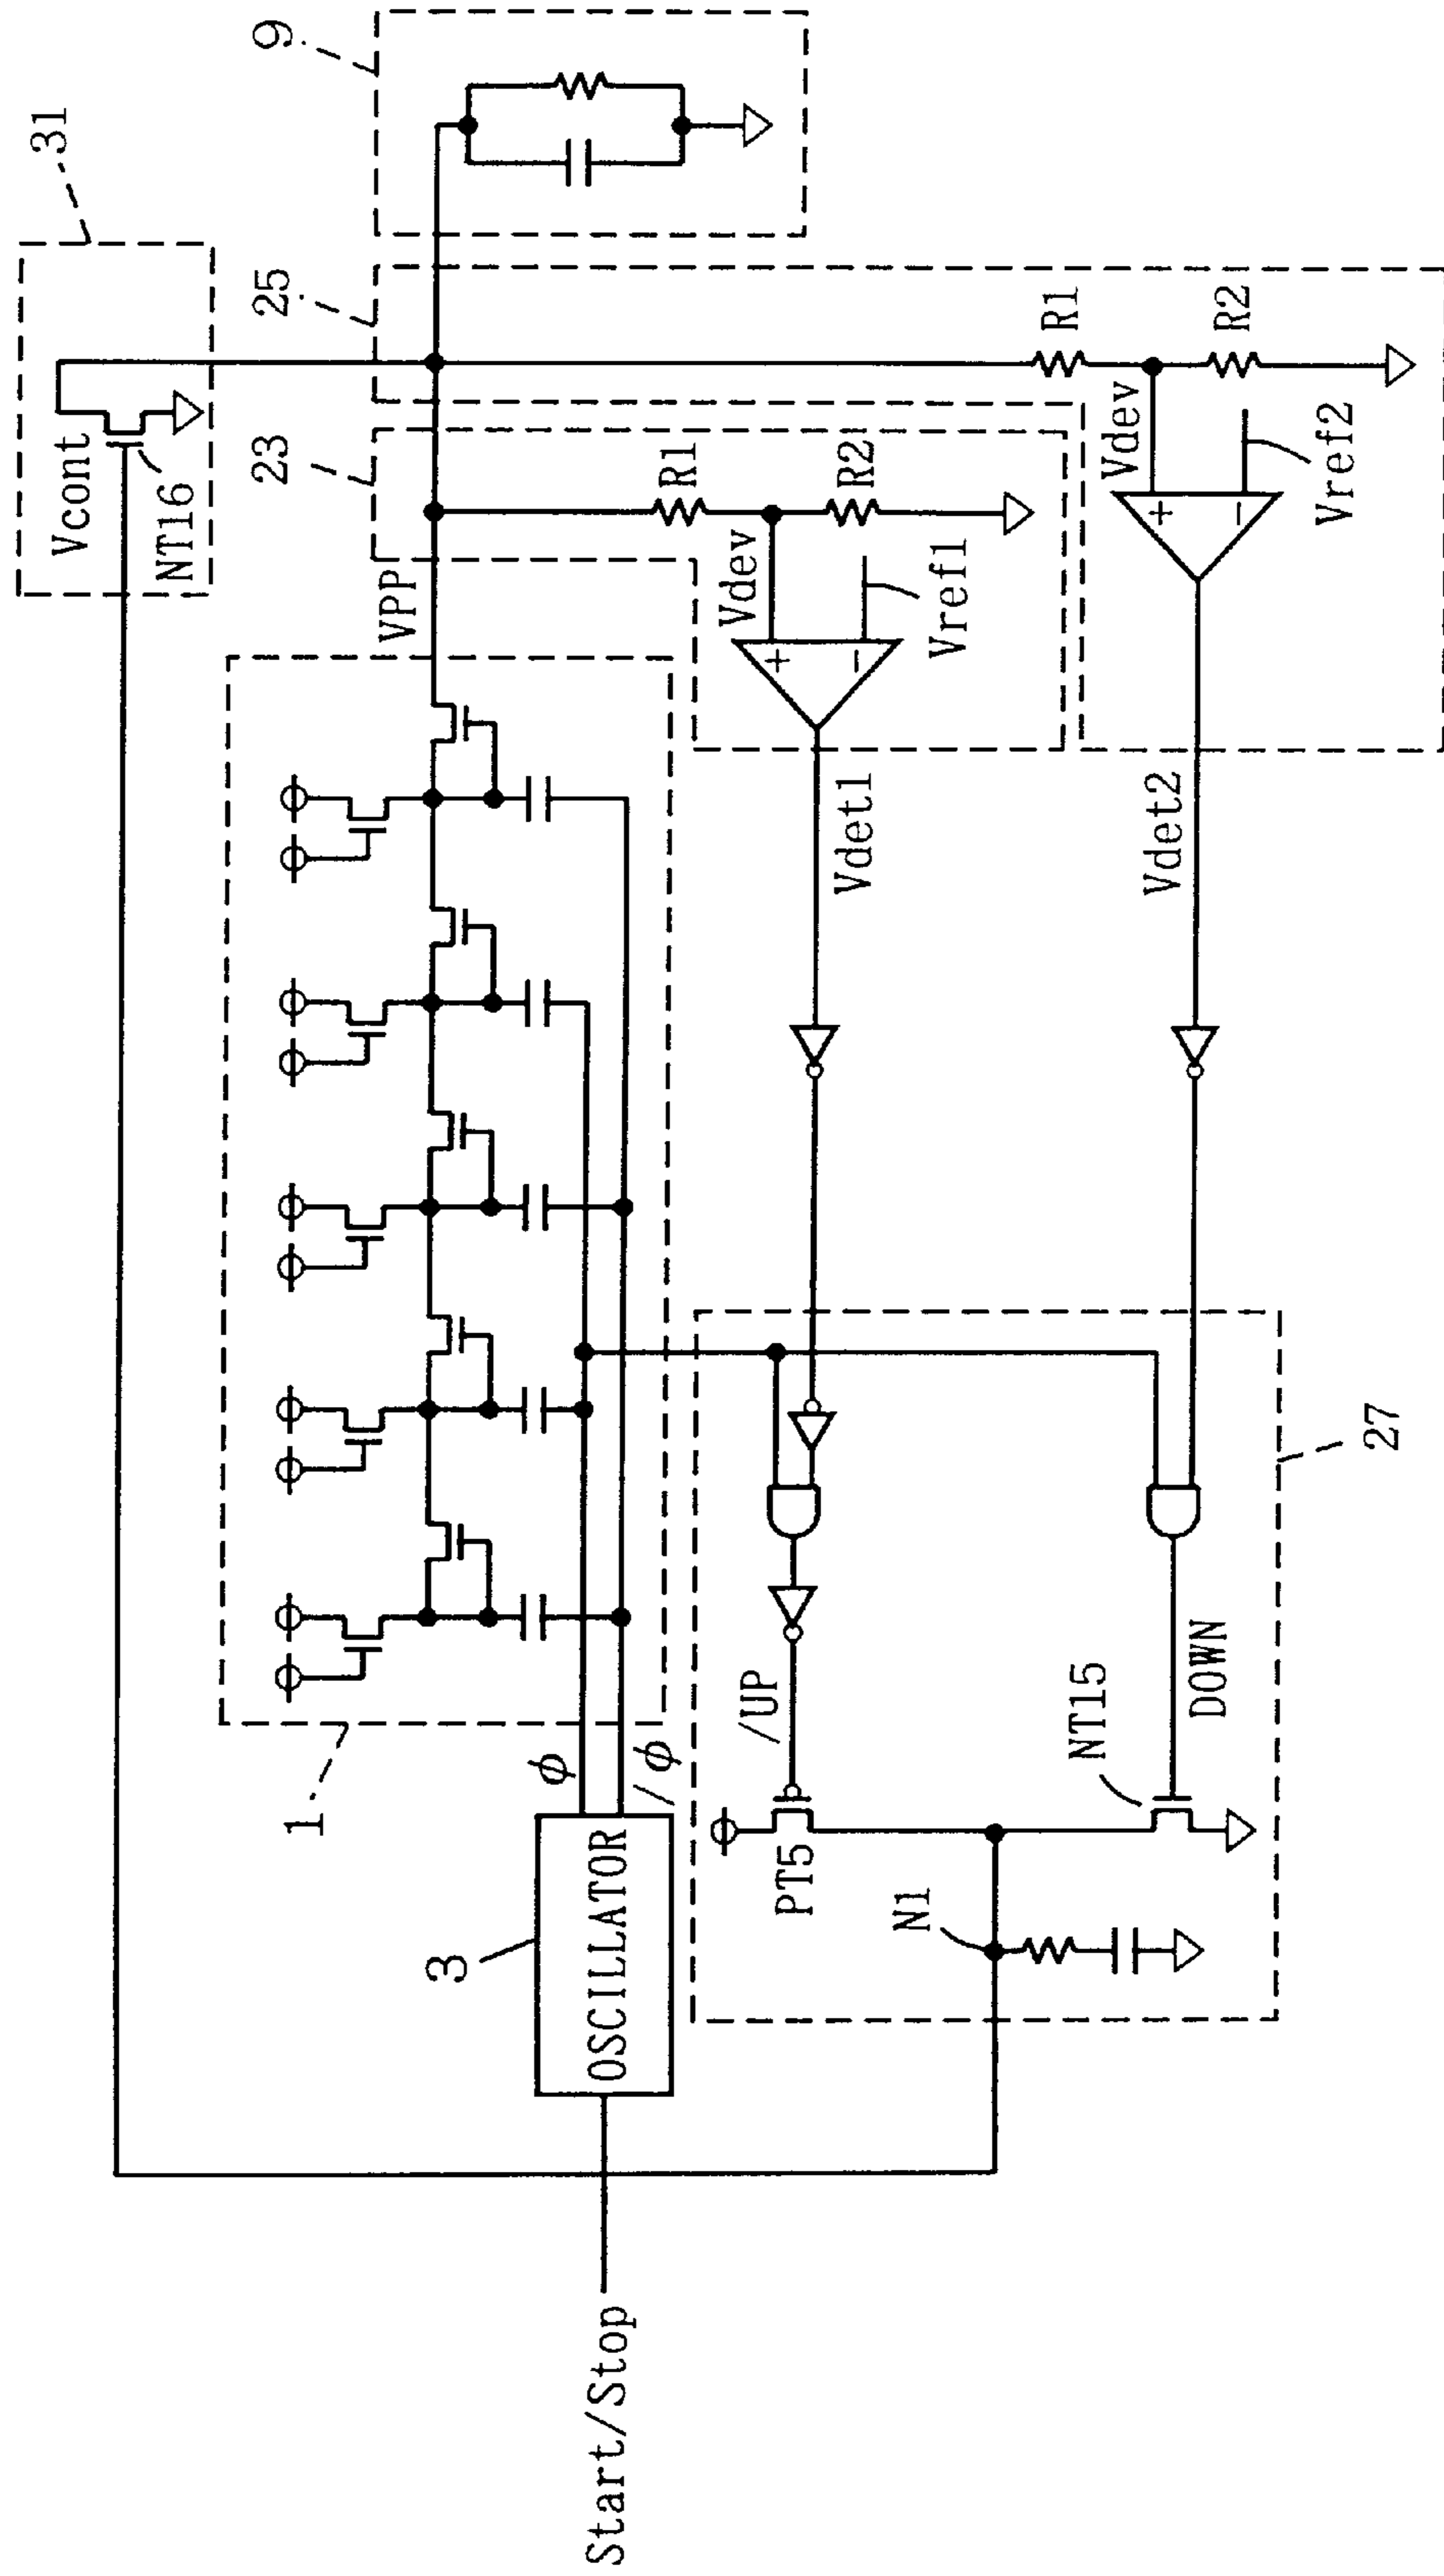 31
Vcont
NT16
9
25
23
VPP
R1
R2
Vdev
+
-
Vref1
R1
R2
Vdev
+
-
Vref2
Vdet1
Vdet2
1
φ
/φ
3
OSCILLATOR
Start/Stop
/UP
PT5
NT15
DOWN
N1
27